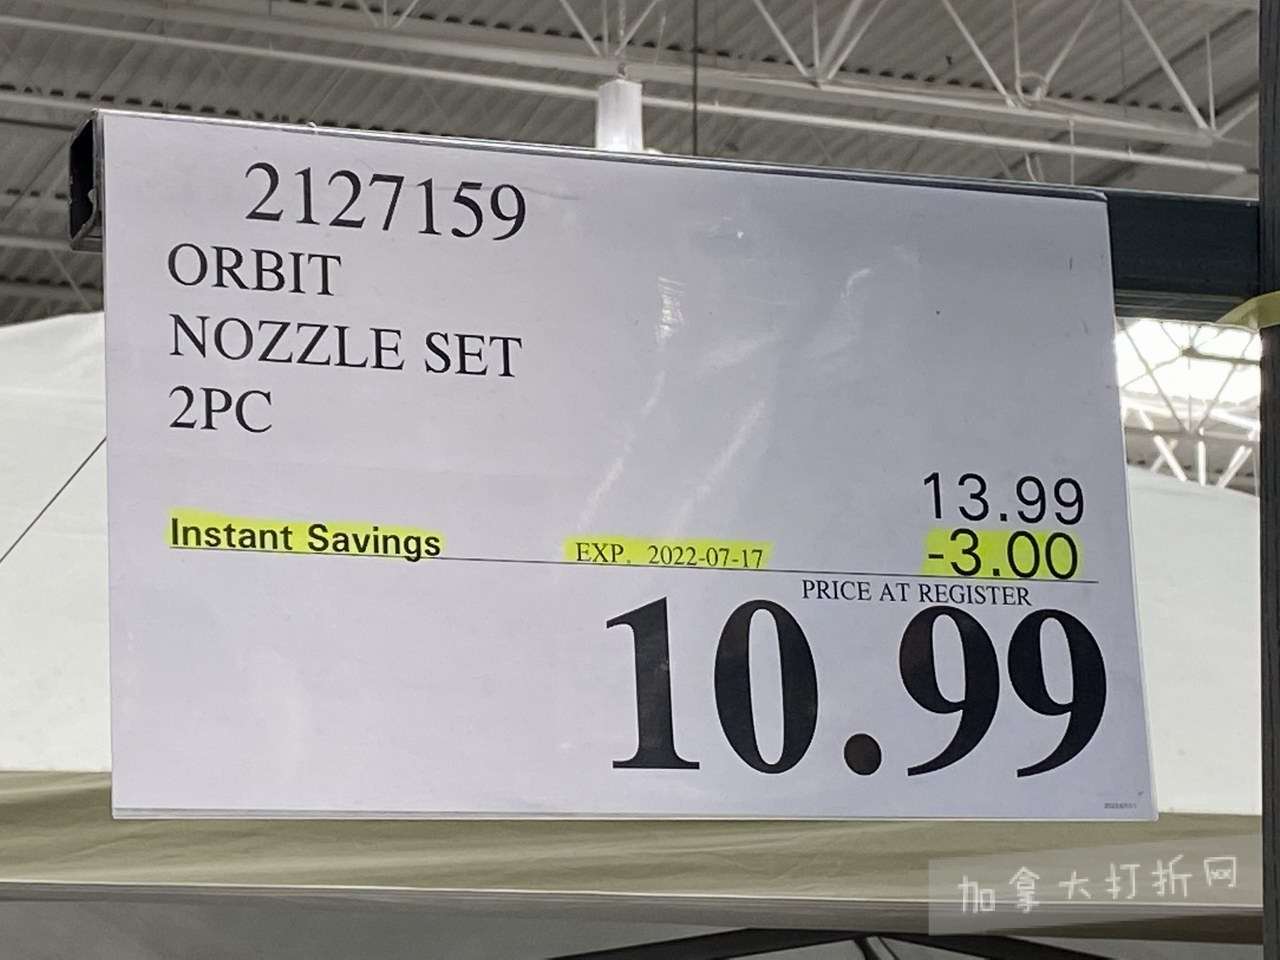 2127159
ORBIT
NOZZLE SET
2PC
13.99
Instant Savings EXP. 2022-07-17 -3.00
PRICE AT REGISTER
10.99
加拿大打折网